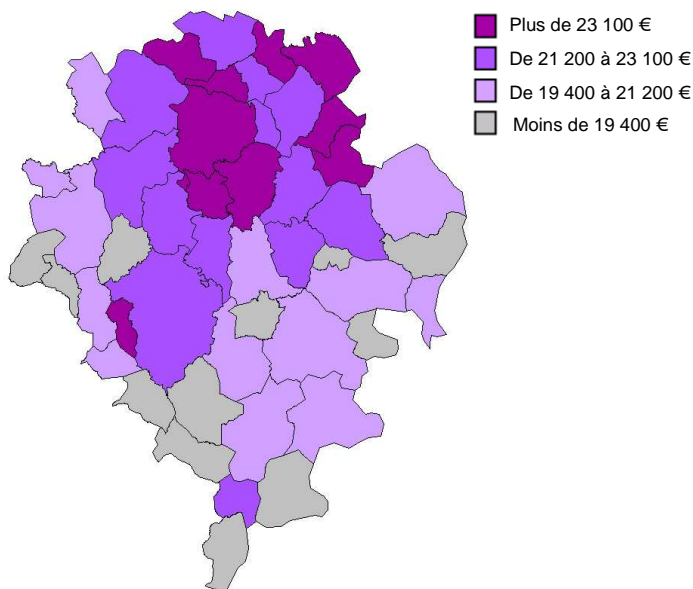 Plus de 23 100 €
De 21 200 à 23 100 €
De 19 400 à 21 200 €
Moins de 19 400 €